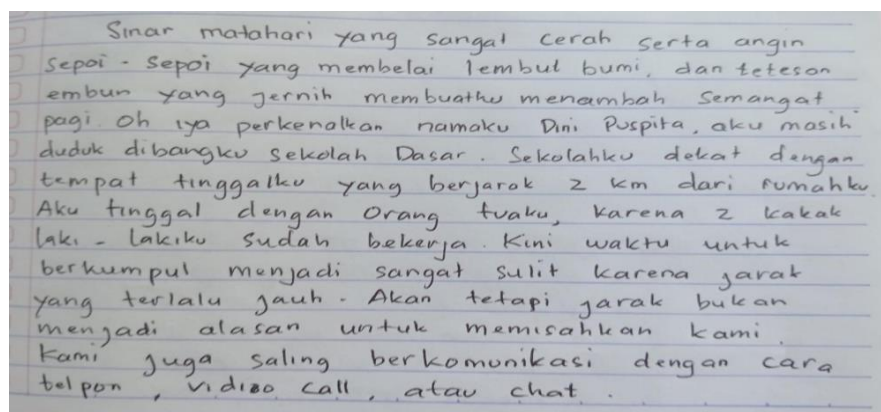 Sinar matahari yang sangat cerah serta angin
sepoi - sepoi yang membelai lembut bumi, dan tetesan
embun yang jernih membuatku menambah semangat
pagi. Oh iya perkenalkan namaku Dini Puspita, aku masih
duduk dibangku sekolah Dasar. Sekolahku dekat dengan
tempat tinggalku yang berjarak 2 km dari rumahku.
Aku tinggal dengan orang tuaku, karena 2 kakak
laki - lakiku sudah bekerja. Kini waktu untuk
berkumpul menjadi sangat sulit karena jarak
yang terlalu jauh. Akan tetapi jarak bukan
menjadi alasan untuk memisahkan kami.
Kami juga saling berkomunikasi dengan cara
telpon, vidioo call, atau chat.